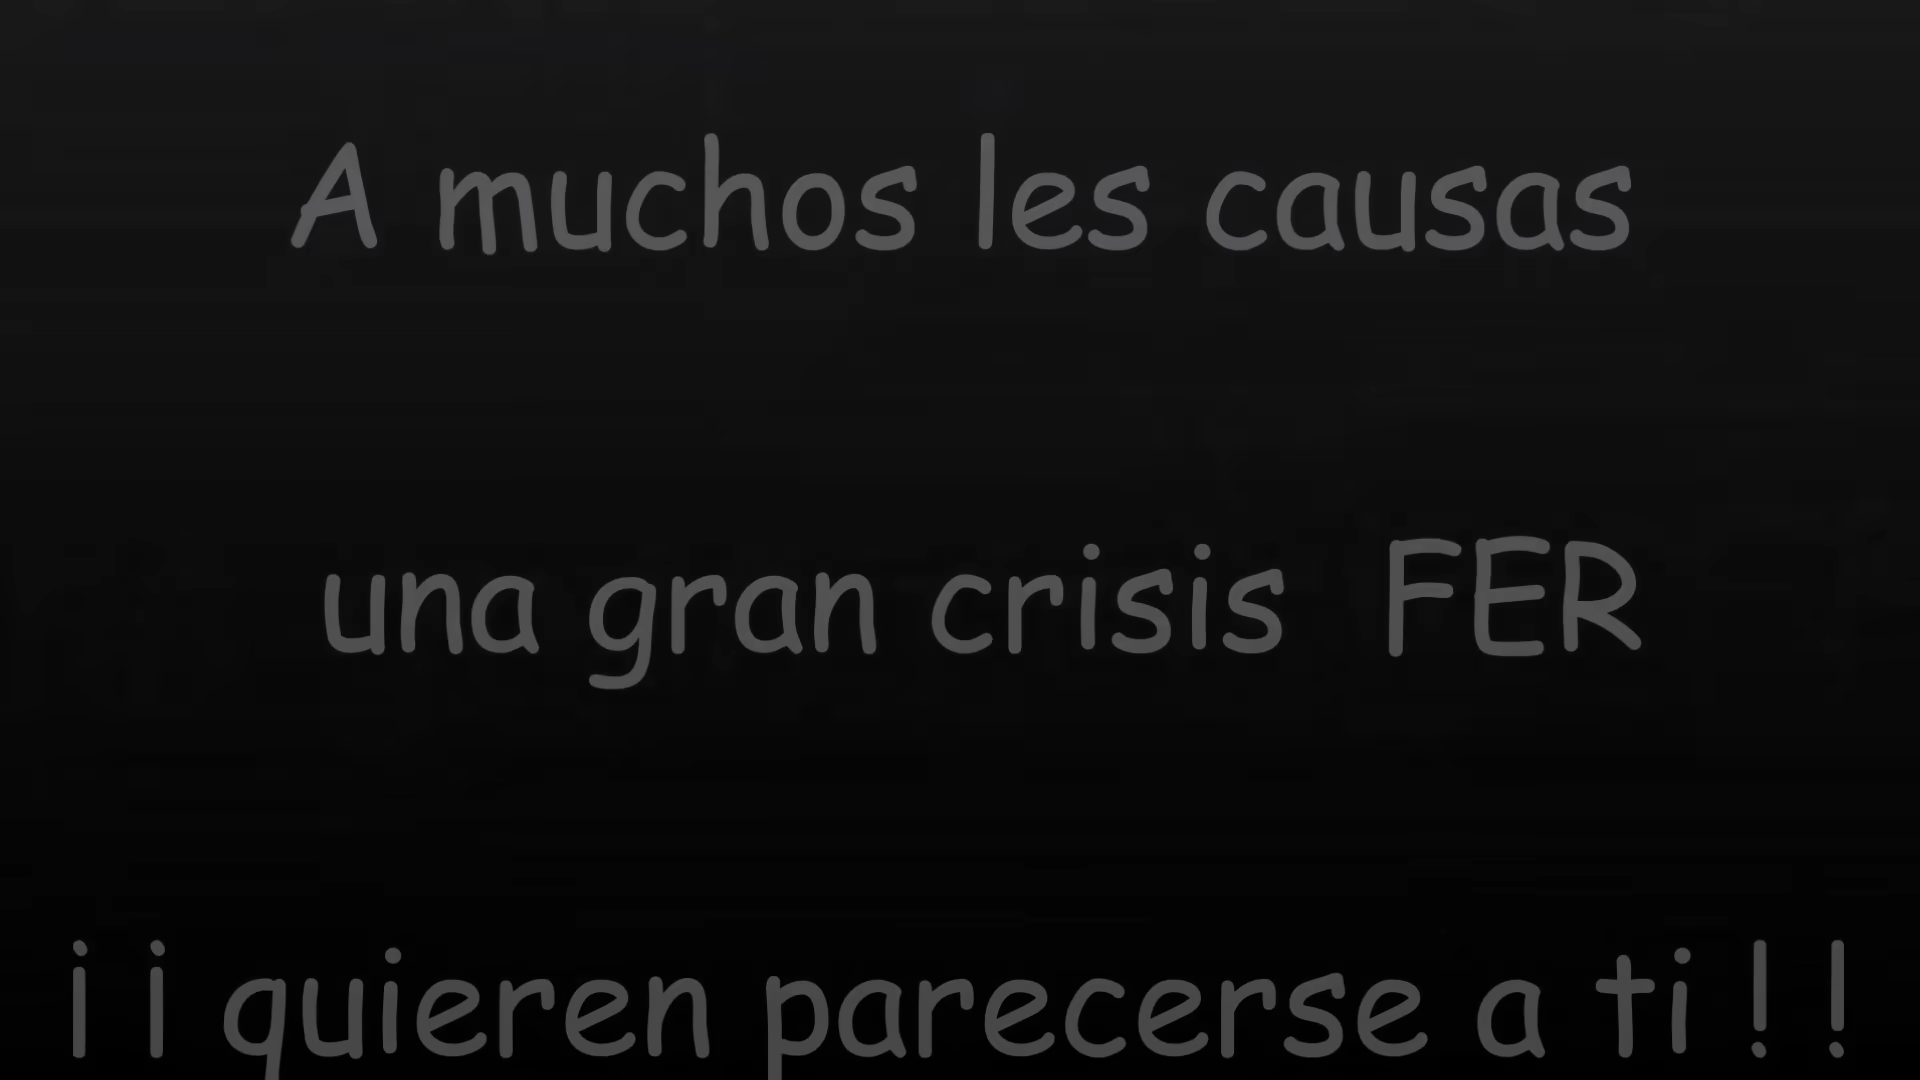 A muchos les causas
una gran crisis FER
¡ ¡ quieren parecerse a ti ! !